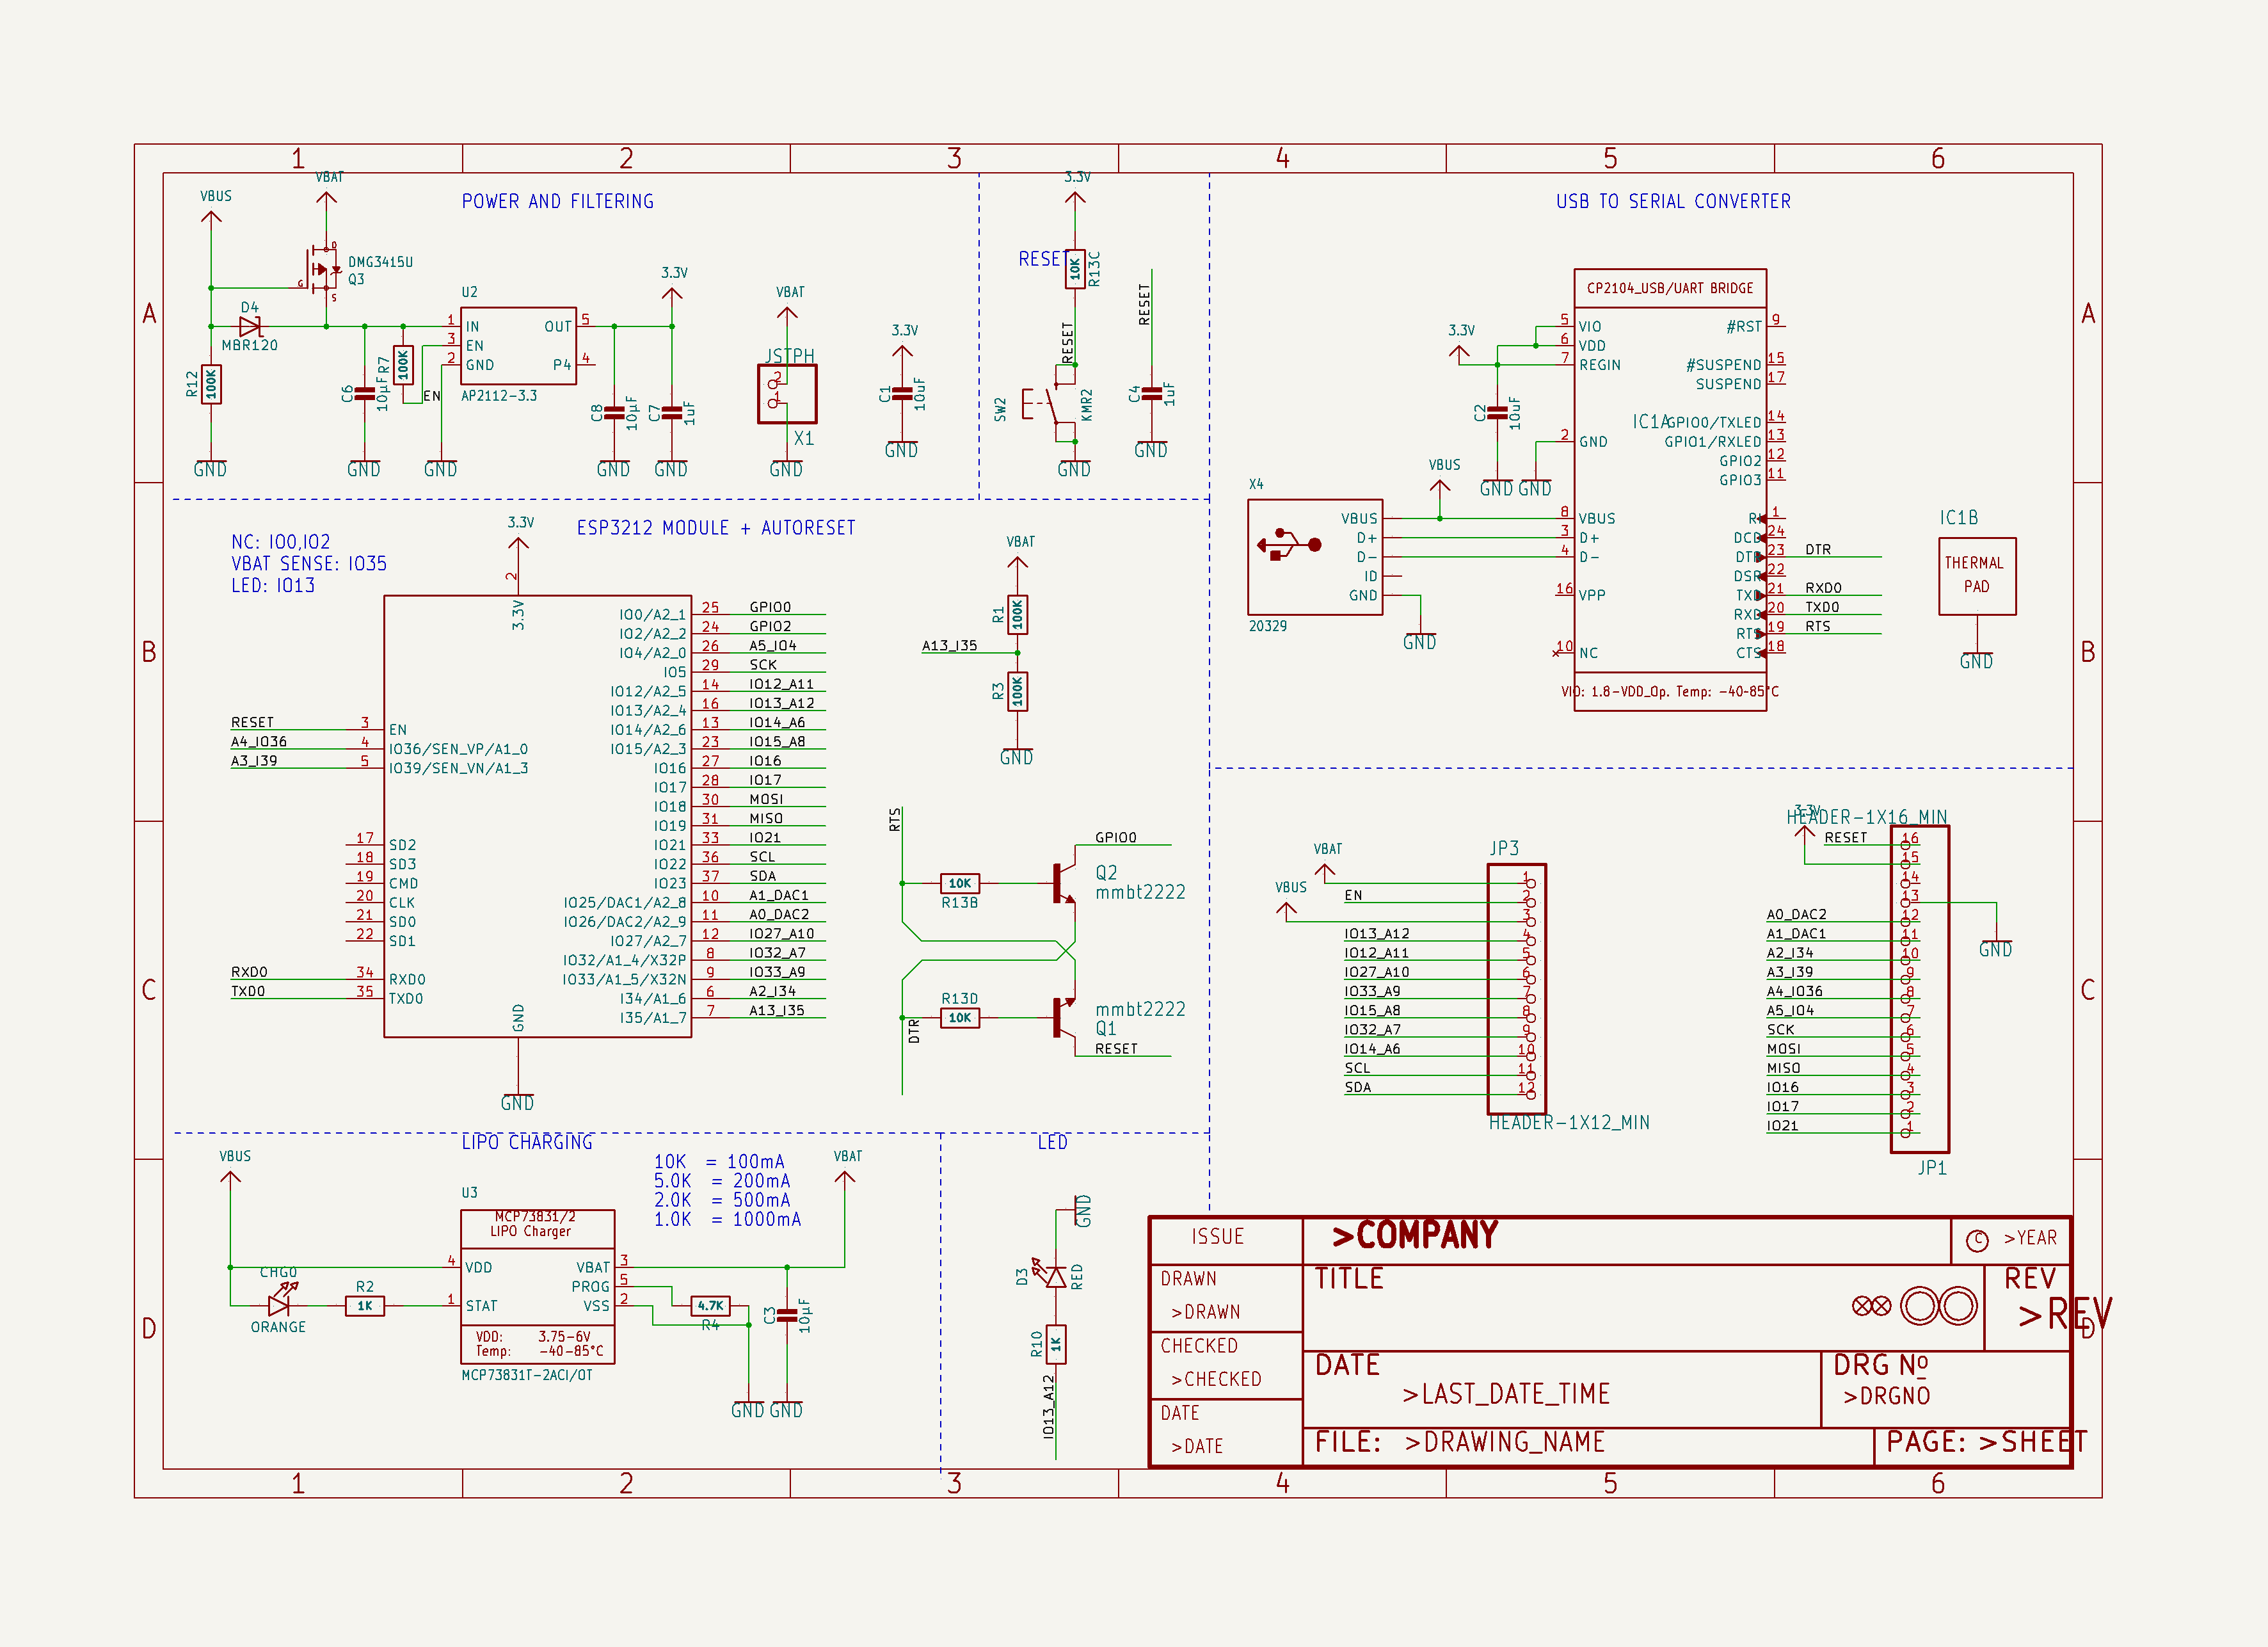 1 2 3 4 5 6
A
B
C
D
A
B
C
D
POWER AND FILTERING
VBUS
VBAT
D
G
S
DMG3415U
Q3
D4
MBR120
R12
100K
GND
C6
10µF
GND
R7
100K
EN
U2
1 IN
3 EN
2 GND
OUT 5
P4 4
AP2112-3.3
GND
3.3V
C8
10µF
GND
C7
1uF
GND
VBAT
JSTPH
2
1
X1
GND
3.3V
C1
10uF
GND
RESET
3.3V
10K
R13C
RESET
SW2
KMR2
GND
RESET
C4
1uF
GND
USB TO SERIAL CONVERTER
CP2104_USB/UART BRIDGE
5 VIO
6 VDD
7 REGIN
2 GND
8 VBUS
3 D+
4 D-
16 VPP
10 NC
#RST 9
#SUSPEND 15
SUSPEND 17
IC1A
GPIO0/TXLED 14
GPIO1/RXLED 13
GPIO2 12
GPIO3 11
RI 1
DCD 24
DTR 23 DTR
DSR 22
TXD 21 RXD0
RXD 20 TXD0
RTS 19 RTS
CTS 18
VIO: 1.8-VDD_Op. Temp: -40-85°C
3.3V
C2
10uF
GND GND
VBUS
X4
VBUS
D+
D-
ID
GND
20329
GND
IC1B
THERMAL
PAD
GND
ESP3212 MODULE + AUTORESET
NC: IO0,IO2
VBAT SENSE: IO35
LED: IO13
3.3V
2
3.3V
RESET 3 EN
A4_IO36 4 IO36/SEN_VP/A1_0
A3_I39 5 IO39/SEN_VN/A1_3
17 SD2
18 SD3
19 CMD
20 CLK
21 SD0
22 SD1
RXD0 34 RXD0
TXD0 35 TXD0
IO0/A2_1 25 GPIO0
IO2/A2_2 24 GPIO2
IO4/A2_0 26 A5_IO4
IO5 29 SCK
IO12/A2_5 14 IO12_A11
IO13/A2_4 16 IO13_A12
IO14/A2_6 13 IO14_A6
IO15/A2_3 23 IO15_A8
IO16 27 IO16
IO17 28 IO17
IO18 30 MOSI
IO19 31 MISO
IO21 33 IO21
IO22 36 SCL
IO23 37 SDA
IO25/DAC1/A2_8 10 A1_DAC1
IO26/DAC2/A2_9 11 A0_DAC2
IO27/A2_7 12 IO27_A10
IO32/A1_4/X32P 8 IO32_A7
IO33/A1_5/X32N 9 IO33_A9
I34/A1_6 6 A2_I34
I35/A1_7 7 A13_I35
GND
GND
VBAT
R1
100K
A13_I35
R3
100K
GND
RTS
10K
R13B
GPIO0
Q2
mmbt2222
R13D
10K
DTR
mmbt2222
Q1
RESET
JP3
VBAT
VBUS
1
EN 2
3
IO13_A12 4
IO12_A11 5
IO27_A10 6
IO33_A9 7
IO15_A8 8
IO32_A7 9
IO14_A6 10
SCL 11
SDA 12
HEADER-1X12_MIN
3.3V
HEADER-1X16_MIN
RESET 16
15
14
13
A0_DAC2 12
A1_DAC1 11
A2_I34 10
A3_I39 9
A4_IO36 8
A5_IO4 7
SCK 6
MOSI 5
MISO 4
IO16 3
IO17 2
IO21 1
GND
JP1
LIPO CHARGING
10K = 100mA
5.0K = 200mA
2.0K = 500mA
1.0K = 1000mA
VBUS
VBAT
U3
MCP73831/2
LIPO Charger
4 VDD
1 STAT
VBAT 3
PROG 5
VSS 2
VDD: 3.75-6V
Temp: -40-85°C
MCP73831T-2ACI/OT
CHG0
ORANGE
R2
1K
4.7K
R4
C3
10µF
GND GND
LED
GND
D3
RED
R10
1K
IO13_A12
ISSUE
>COMPANY
C >YEAR
DRAWN
>DRAWN
TITLE
REV
>REV
CHECKED
>CHECKED
DATE
>LAST_DATE_TIME
DRG Nº
>DRGNO
DATE
>DATE
FILE: >DRAWING_NAME
PAGE: >SHEET
1 2 3 4 5 6